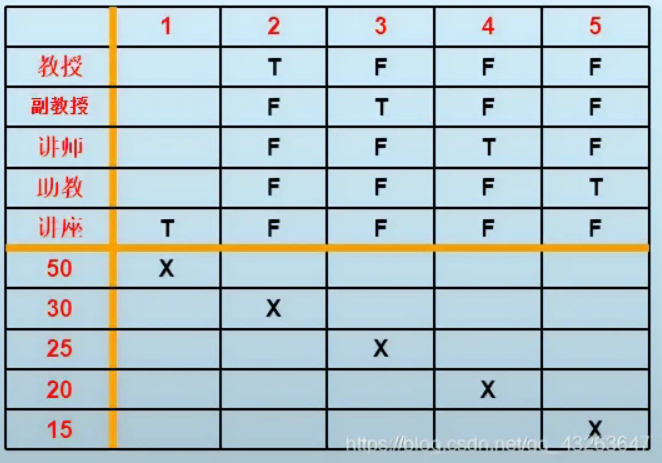 1 2 3 4 5
教授 T F F F
副教授 F T F F
讲师 F F T F
助教 F F F T
讲座 T F F F F
50 X
30 X
25 X
20 X
15 X
https://blog.csdn.net/qq_43263647